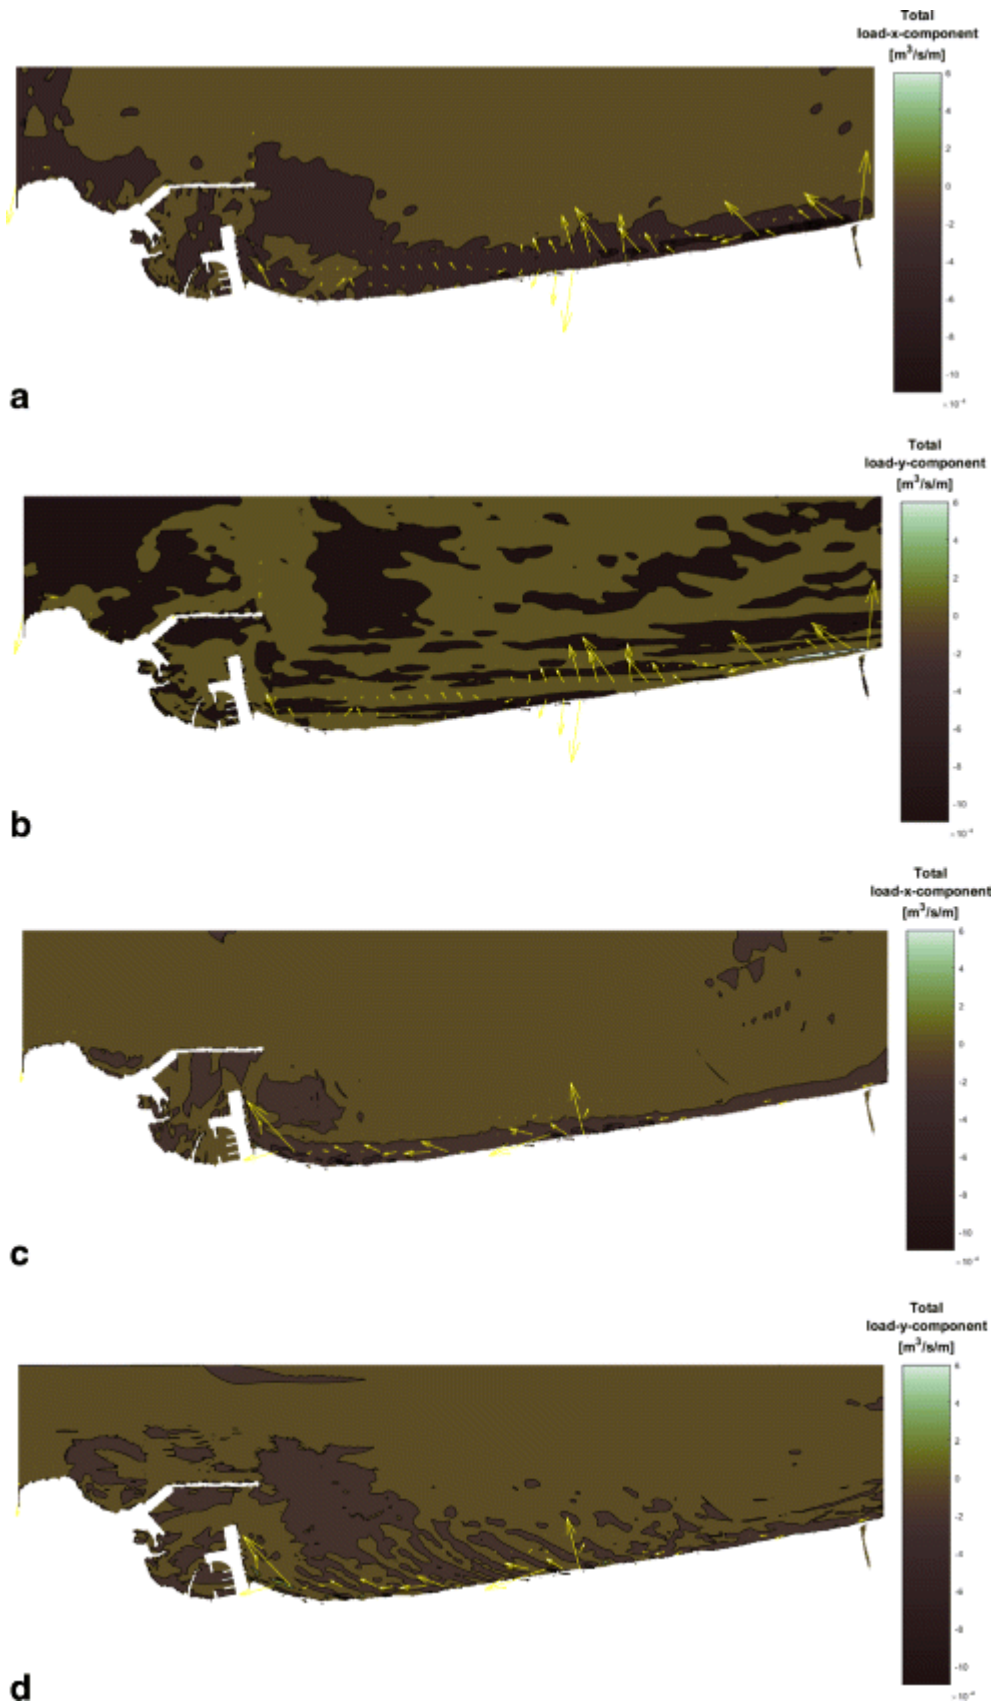 Total
load-x-component
[m³/s/m]
6
4
2
0
-2
-4
-6
-8
-10
×10⁻⁴
a
Total
load-y-component
[m³/s/m]
6
4
2
0
-2
-4
-6
-8
-10
×10⁻⁴
b
Total
load-x-component
[m³/s/m]
6
4
2
0
-2
-4
-6
-8
-10
×10⁻⁴
c
Total
load-y-component
[m³/s/m]
6
4
2
0
-2
-4
-6
-8
-10
×10⁻⁴
d